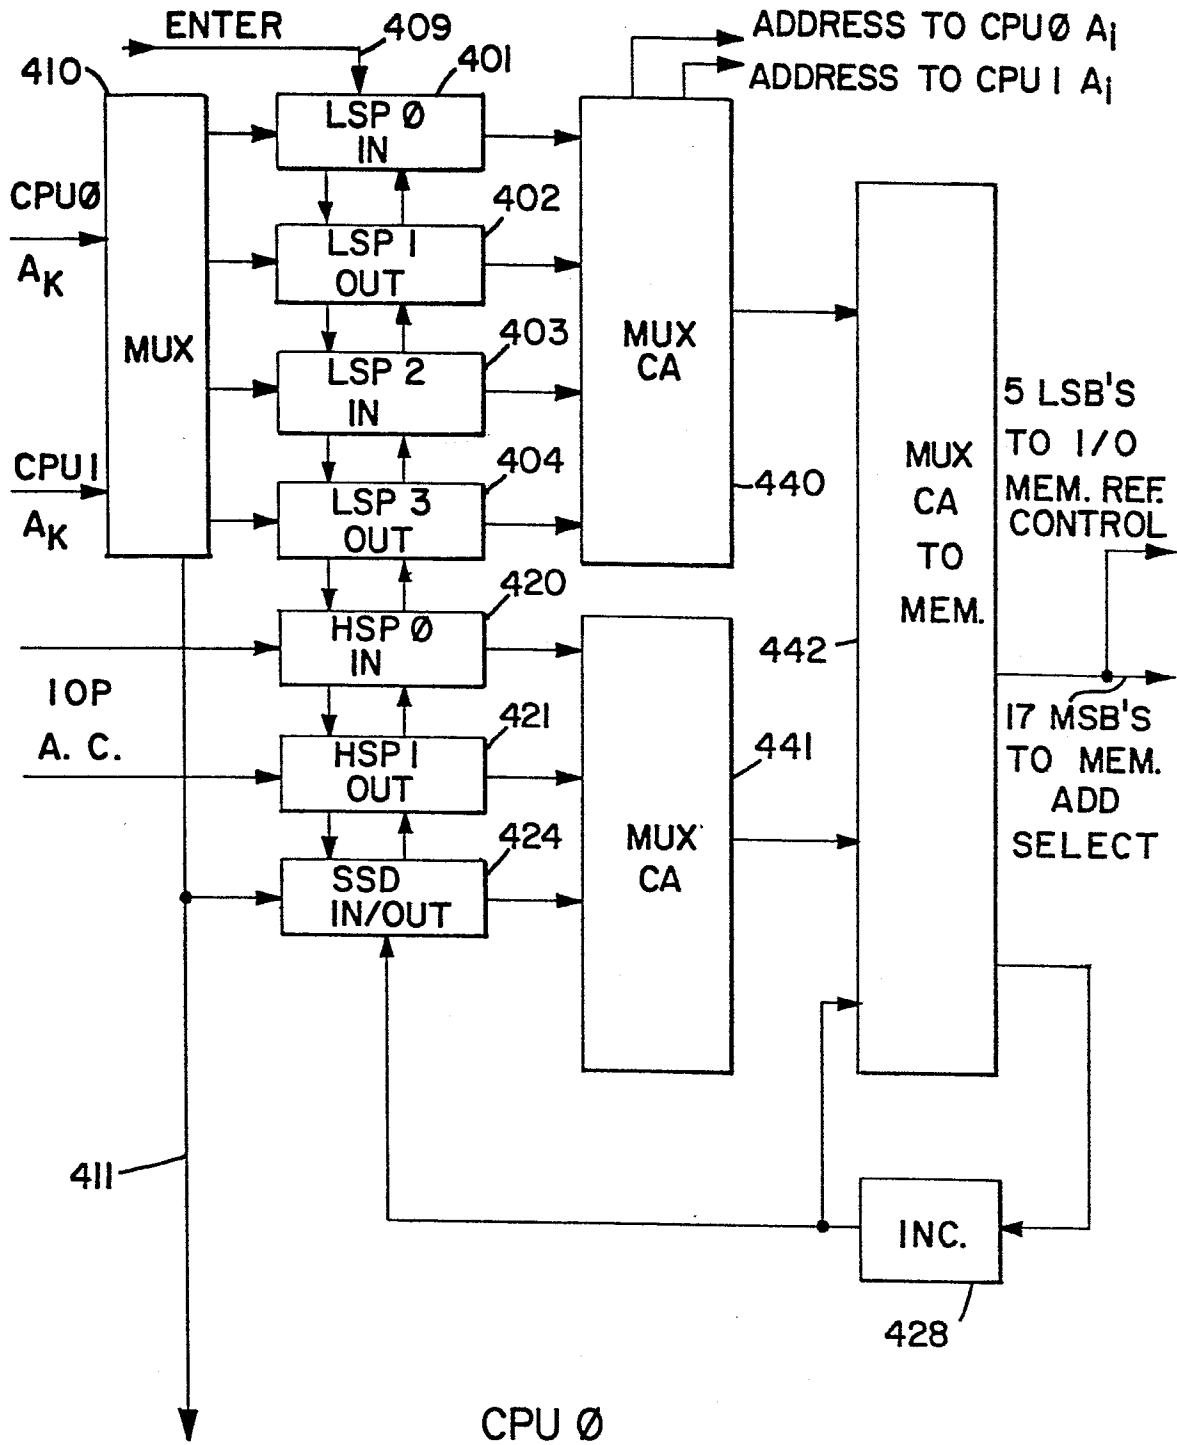 ENTER
409
410
401
ADDRESS TO CPU Ø Ai
ADDRESS TO CPU 1 Ai
LSP Ø
IN
CPUØ
AK
402
LSP 1
OUT
MUX
403
LSP 2
IN
MUX
CA
CPU 1
AK
404
LSP 3
OUT
440
5 LSB'S
TO I/O
MEM. REF.
CONTROL
MUX
CA
TO
MEM.
420
HSP Ø
IN
442
IOP
A. C.
421
HSP 1
OUT
441
17 MSB'S
TO MEM.
ADD
SELECT
424
SSD
IN/OUT
MUX
CA
411
INC.
428
CPU Ø